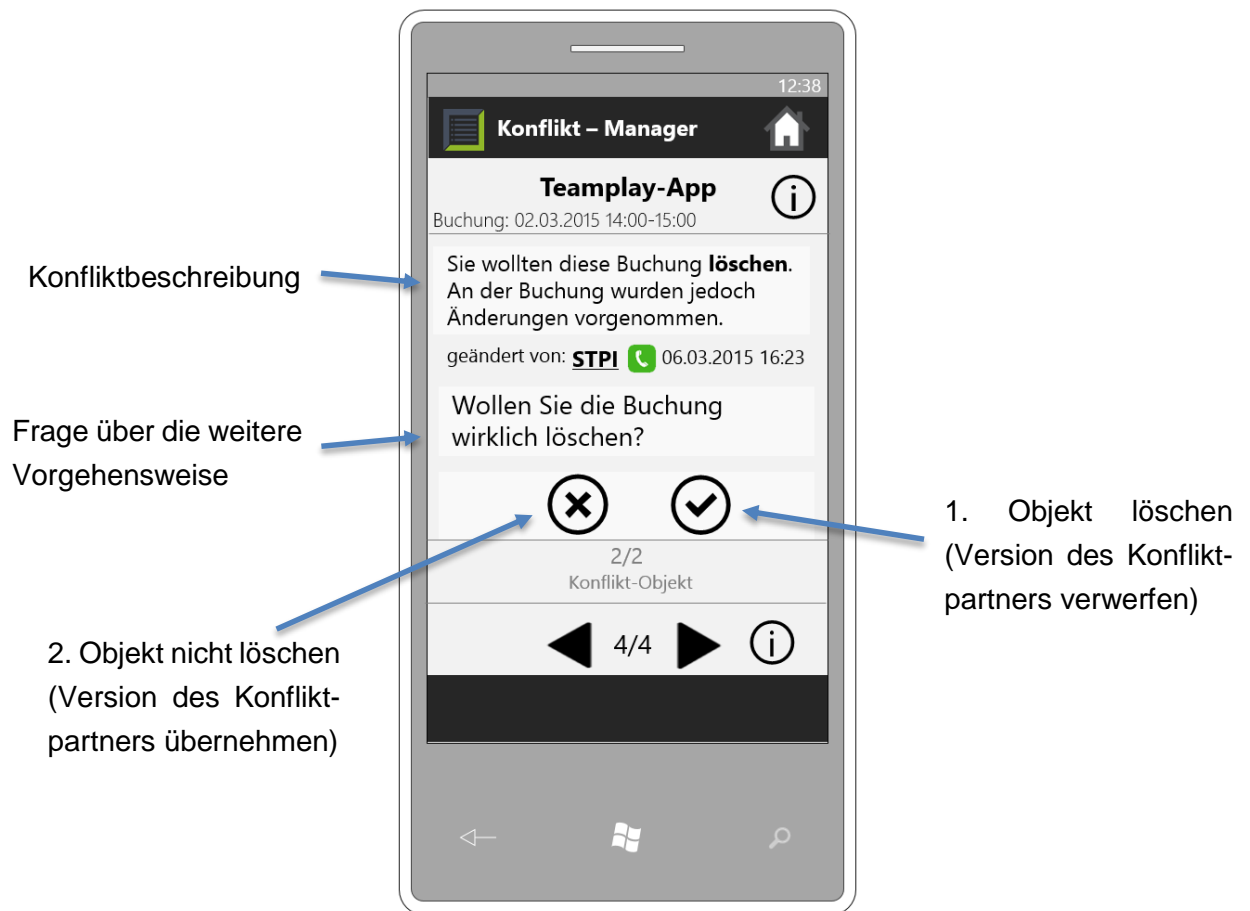 12:38
Konflikt – Manager
Teamplay-App
Buchung: 02.03.2015 14:00-15:00
Konfliktbeschreibung
Sie wollten diese Buchung löschen.
An der Buchung wurden jedoch
Änderungen vorgenommen.
geändert von: STPI 06.03.2015 16:23
Frage über die weitere
Vorgehensweise
Wollen Sie die Buchung
wirklich löschen?
1. Objekt löschen
(Version des Konflikt-
partners verwerfen)
2/2
Konflikt-Objekt
2. Objekt nicht löschen
(Version des Konflikt-
partners übernehmen)
4/4